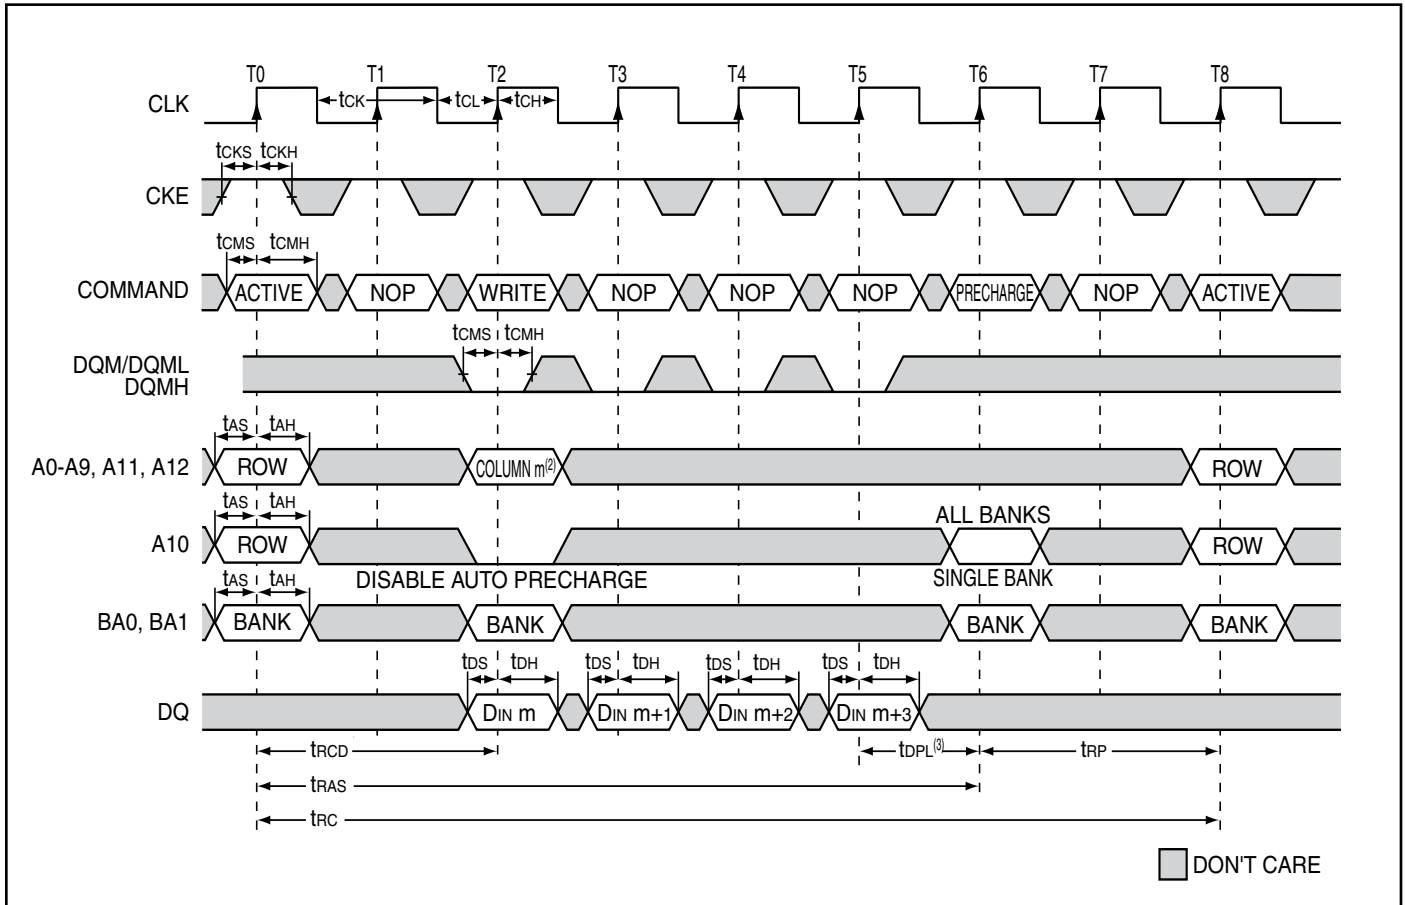 T0 T1 T2 T3 T4 T5 T6 T7 T8
CLK tCK tCL tCH
tCKS tCKH
CKE
tCMS tCMH
COMMAND ACTIVE NOP WRITE NOP NOP NOP PRECHARGE NOP ACTIVE
tCMS tCMH
DQM/DQML
DQMH
tAS tAH
A0-A9, A11, A12 ROW COLUMN m(2) ROW
tAS tAH ALL BANKS
A10 ROW ROW
tAS tAH DISABLE AUTO PRECHARGE SINGLE BANK
BA0, BA1 BANK BANK BANK BANK
tDS tDH tDS tDH tDS tDH tDS tDH
DQ DIN m DIN m+1 DIN m+2 DIN m+3
tRCD tDPL(3) tRP
tRAS
tRC
DON'T CARE